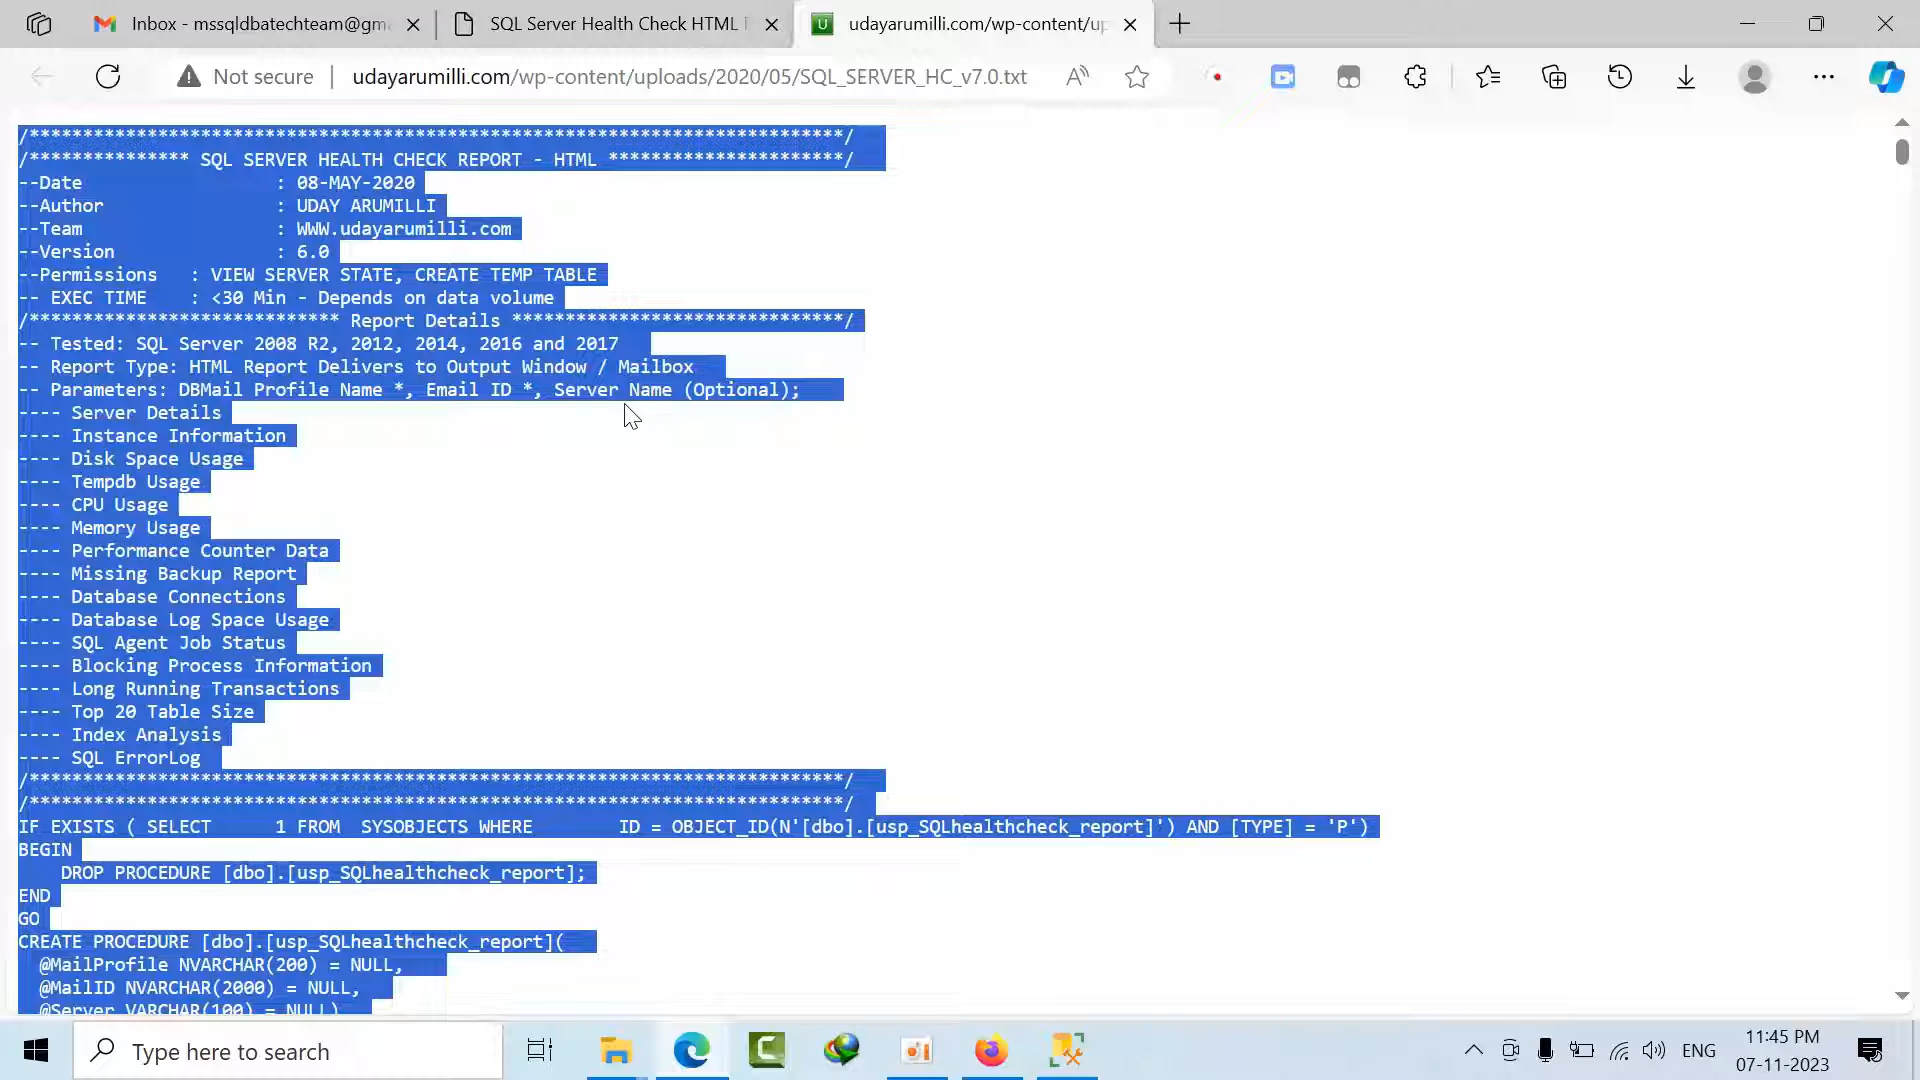 Inbox - mssqldbatechteam@gm
SQL Server Health Check HTML
udayarumilli.com/wp-content/up
Not secure
udayarumilli.com/wp-content/uploads/2020/05/SQL_SERVER_HC_v7.0.txt
/****************************************************************************/
/*************** SQL SERVER HEALTH CHECK REPORT - HTML **********************/
--Date : 08-MAY-2020
--Author : UDAY ARUMILLI
--Team : WWW.udayarumilli.com
--Version : 6.0
--Permissions : VIEW SERVER STATE, CREATE TEMP TABLE
-- EXEC TIME : <30 Min - Depends on data volume
/***************************** Report Details *******************************/
-- Tested: SQL Server 2008 R2, 2012, 2014, 2016 and 2017
-- Report Type: HTML Report Delivers to Output Window / Mailbox
-- Parameters: DBMail Profile Name *, Email ID *, Server Name (Optional);
---- Server Details
---- Instance Information
---- Disk Space Usage
---- Tempdb Usage
---- CPU Usage
---- Memory Usage
---- Performance Counter Data
---- Missing Backup Report
---- Database Connections
---- Database Log Space Usage
---- SQL Agent Job Status
---- Blocking Process Information
---- Long Running Transactions
---- Top 20 Table Size
---- Index Analysis
---- SQL ErrorLog
/****************************************************************************/
/****************************************************************************/
IF EXISTS ( SELECT 1 FROM SYSOBJECTS WHERE ID = OBJECT_ID(N'[dbo].[usp_SQLhealthcheck_report]') AND [TYPE] = 'P')
BEGIN
DROP PROCEDURE [dbo].[usp_SQLhealthcheck_report];
END
GO
CREATE PROCEDURE [dbo].[usp_SQLhealthcheck_report](
@MailProfile NVARCHAR(200) = NULL,
@MailID NVARCHAR(2000) = NULL,
@Server VARCHAR(100) = NULL)
Type here to search
ENG
11:45 PM
07-11-2023